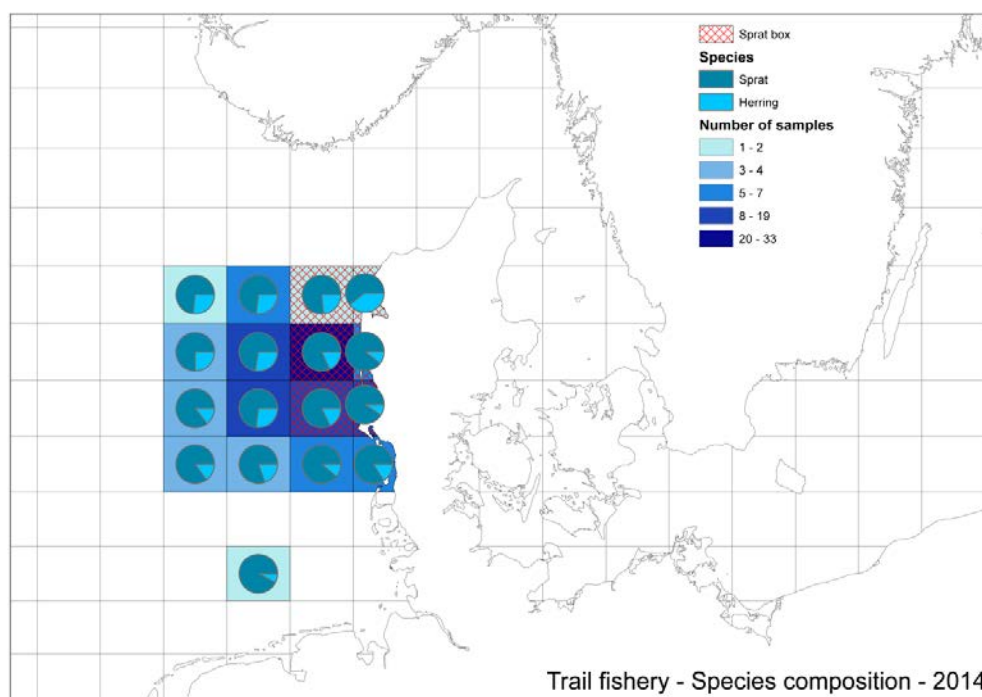 Sprat box
Species
Sprat
Herring
Number of samples
1 - 2
3 - 4
5 - 7
8 - 19
20 - 33
Trail fishery - Species composition - 2014